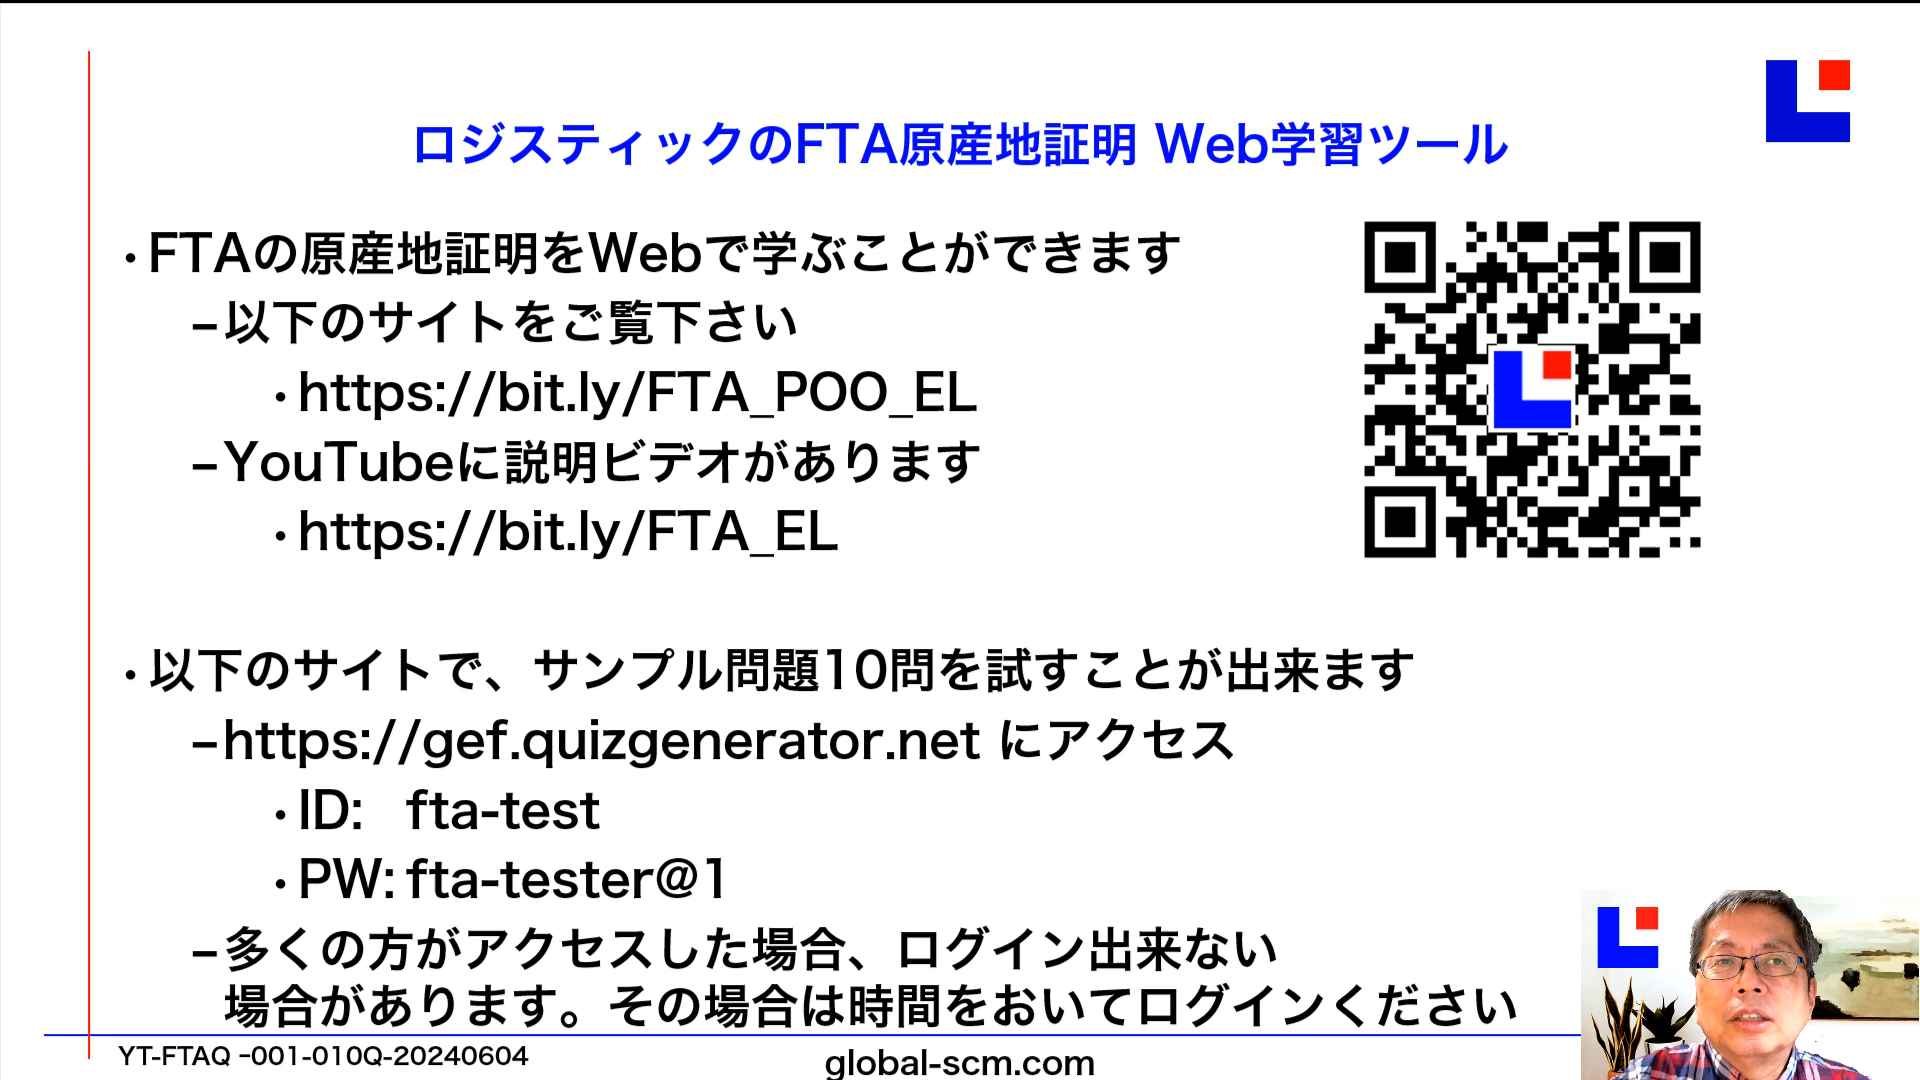 ロジスティックのFTA原産地証明 Web学習ツール
・FTAの原産地証明をWebで学ぶことができます
–以下のサイトをご覧下さい
・https://bit.ly/FTA_POO_EL
–YouTubeに説明ビデオがあります
・https://bit.ly/FTA_EL
・以下のサイトで、サンプル問題10問を試すことが出来ます
–https://gef.quizgenerator.net にアクセス
・ID: fta-test
・PW: fta-tester@1
–多くの方がアクセスした場合、ログイン出来ない
場合があります。その場合は時間をおいてログインください
YT-FTAQ -001-010Q-20240604
global-scm.com